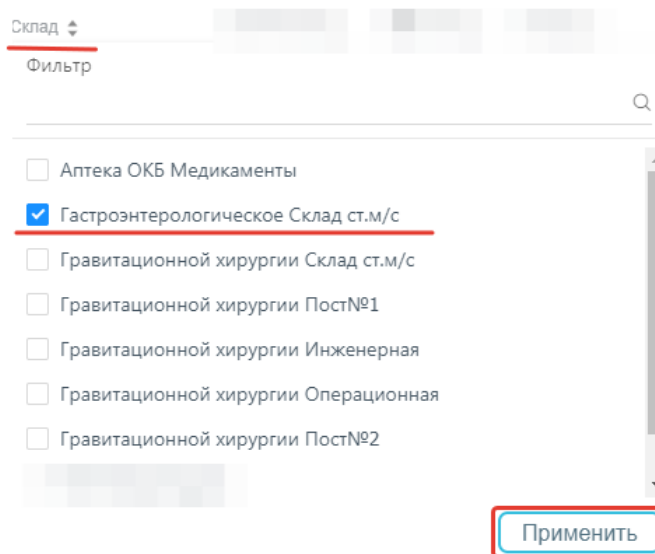 Склад
Фильтр
Аптека ОКБ Медикаменты
Гастроэнтерологическое Склад ст.м/с
Гравитационной хирургии Склад ст.м/с
Гравитационной хирургии Пост№1
Гравитационной хирургии Инженерная
Гравитационной хирургии Операционная
Гравитационной хирургии Пост№2
Применить